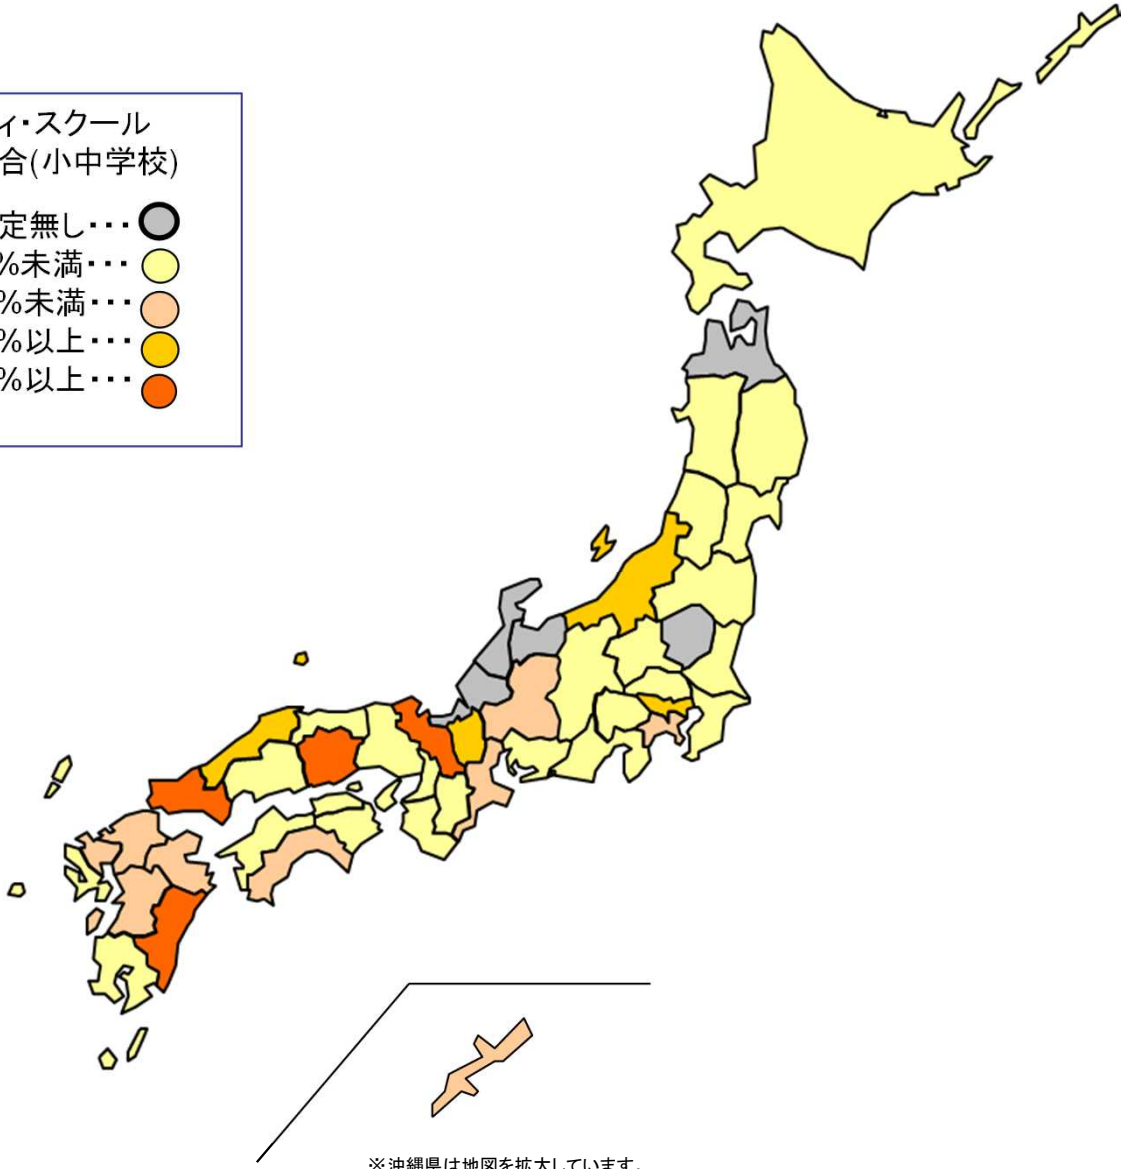 ィ・スクール
合(小中学校)
定無し・・・
%未満・・・
%未満・・・
%以上・・・
%以上・・・
※沖縄県は地図を拡大しています。